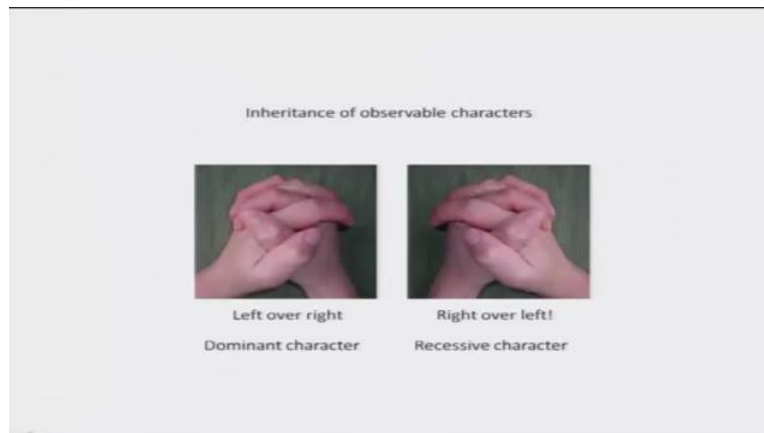 Inheritance of observable characters
Left over right
Right over left!
Dominant character
Recessive character